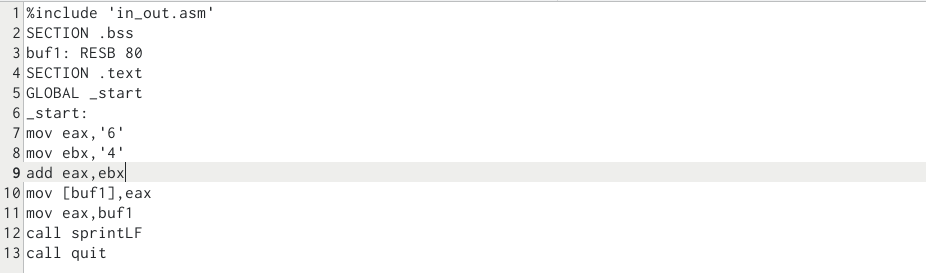 1 %include 'in_out.asm'
2 SECTION .bss
3 buf1: RESB 80
4 SECTION .text
5 GLOBAL _start
6 _start:
7 mov eax,'6'
8 mov ebx,'4'
9 add eax,ebx
10 mov [buf1],eax
11 mov eax,buf1
12 call sprintLF
13 call quit